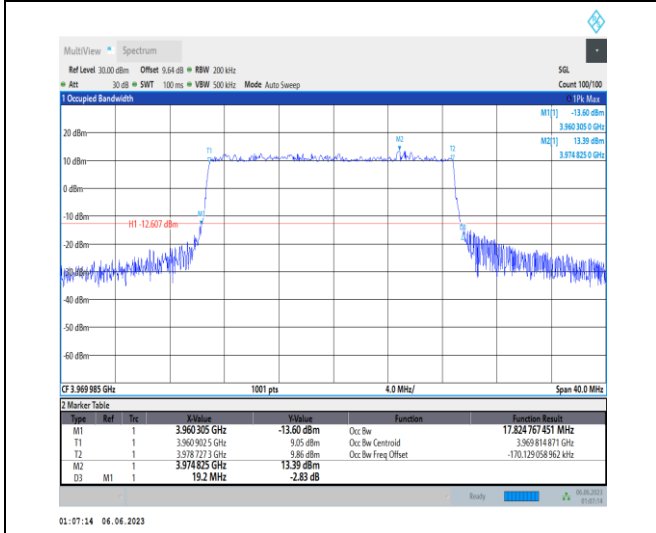 MultiView Spectrum
Ref Level 30.00 dBm Offset 9.64 dB RBW 200 kHz SGL
Att 30 dB SWT 100 ms VBW 500 kHz Mode Auto Sweep Count 100/100
1 Occupied Bandwidth 1Pk Max
M1[1] -13.60 dBm
3.960 305 0 GHz
M2[1] 13.39 dBm
3.974 825 0 GHz
20 dBm
M2
T1 T2
10 dBm
0 dBm
-10 dBm
M1
H1 -12.607 dBm
D3
-20 dBm
-30 dBm
-40 dBm
-50 dBm
-60 dBm
CF 3.969 985 GHz 1001 pts 4.0 MHz/ Span 40.0 MHz
2 Marker Table
Type Ref Trc X-Value Y-Value Function Function Result
M1 1 3.960 305 GHz -13.60 dBm Occ Bw 17.824 767 451 MHz
T1 1 3.960 902 5 GHz 9.05 dBm Occ Bw Centroid 3.969 814 871 GHz
T2 1 3.978 727 3 GHz 9.86 dBm Occ Bw Freq Offset -170.129 058 962 kHz
M2 1 3.974 825 GHz 13.39 dBm
D3 M1 1 19.2 MHz -2.83 dB
Ready 06.06.2023
01:07:14
01:07:14 06.06.2023